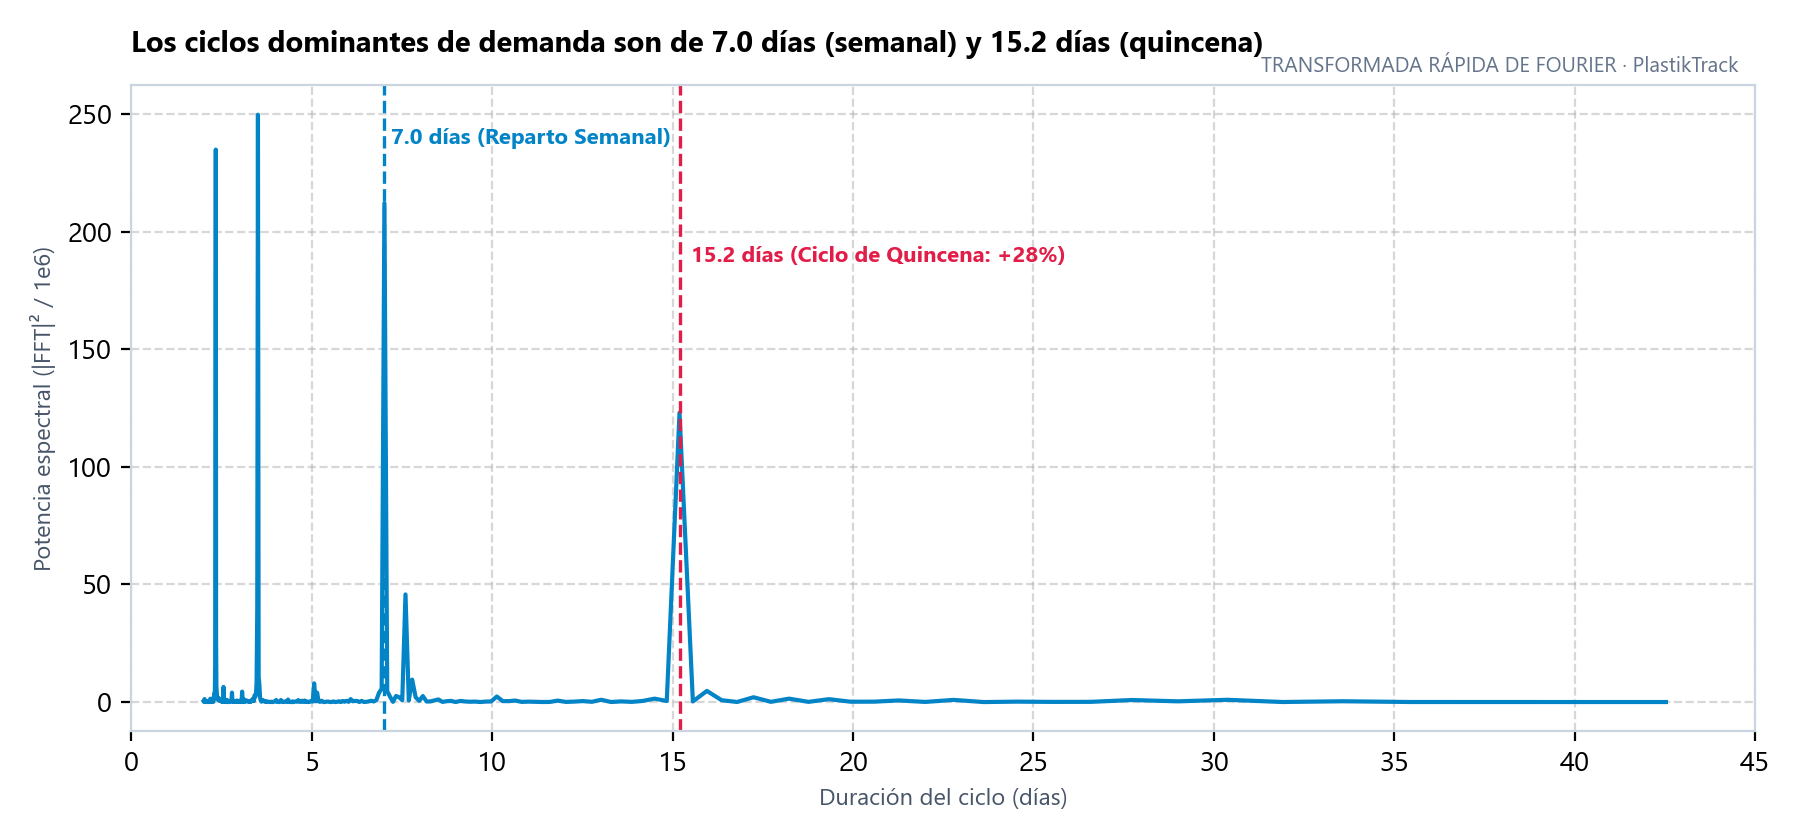 Los ciclos dominantes de demanda son de 7.0 días (semanal) y 15.2 días (quincena)
TRANSFORMADA RÁPIDA DE FOURIER · PlastikTrack
250
7.0 días (Reparto Semanal)
200
15.2 días (Ciclo de Quincena: +28%)
150
100
50
0
Potencia espectral (|FFT|² / 1e6)
0 5 10 15 20 25 30 35 40 45
Duración del ciclo (días)